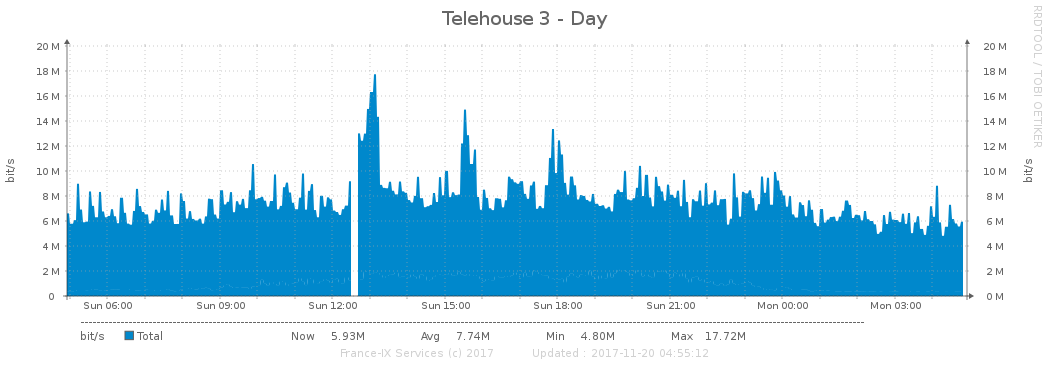 Telehouse 3 - Day
RRDTOOL / TOBI OETIKER
bit/s
bit/s
20 M 20 M
18 M 18 M
16 M 16 M
14 M 14 M
12 M 12 M
10 M 10 M
8 M 8 M
6 M 6 M
4 M 4 M
2 M 2 M
0 0 M
Sun 06:00 Sun 09:00 Sun 12:00 Sun 15:00 Sun 18:00 Sun 21:00 Mon 00:00 Mon 03:00
bit/s Total Now 5.93M Avg 7.74M Min 4.80M Max 17.72M
France-IX Services (c) 2017 Updated : 2017-11-20 04:55:12